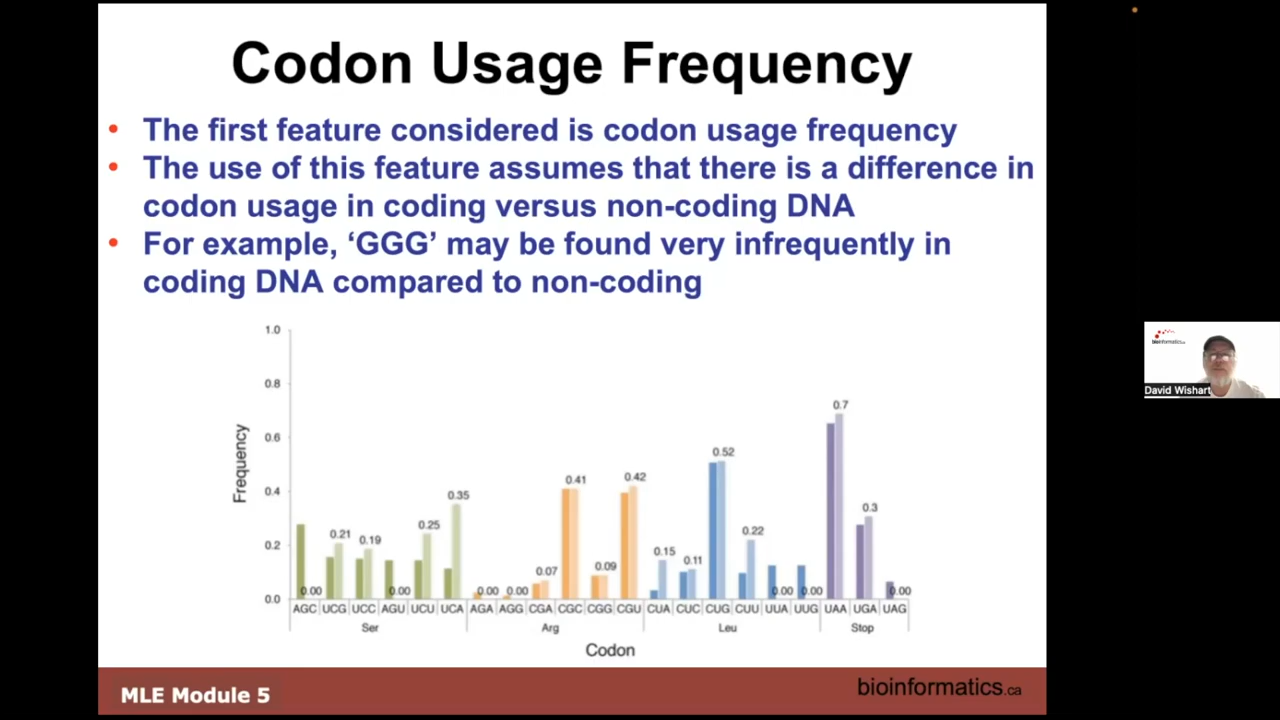 Codon Usage Frequency
• The first feature considered is codon usage frequency
• The use of this feature assumes that there is a difference in
codon usage in coding versus non-coding DNA
• For example, ‘GGG’ may be found very infrequently in
coding DNA compared to non-coding
Frequency
1.0
0.8
0.6
0.4
0.2
0.0
0.00 0.21 0.19 0.00 0.25 0.35 0.00 0.00 0.07 0.41 0.09 0.42 0.15 0.11 0.52 0.22 0.00 0.00 0.7 0.3 0.00
AGC UCG UCC AGU UCU UCA AGA AGG CGA CGC CGG CGU CUA CUC CUG CUU UUA UUG UAA UGA UAG
Ser Arg Leu Stop
Codon
MLE Module 5
bioinformatics.ca
bioinformatics.ca
David Wishart